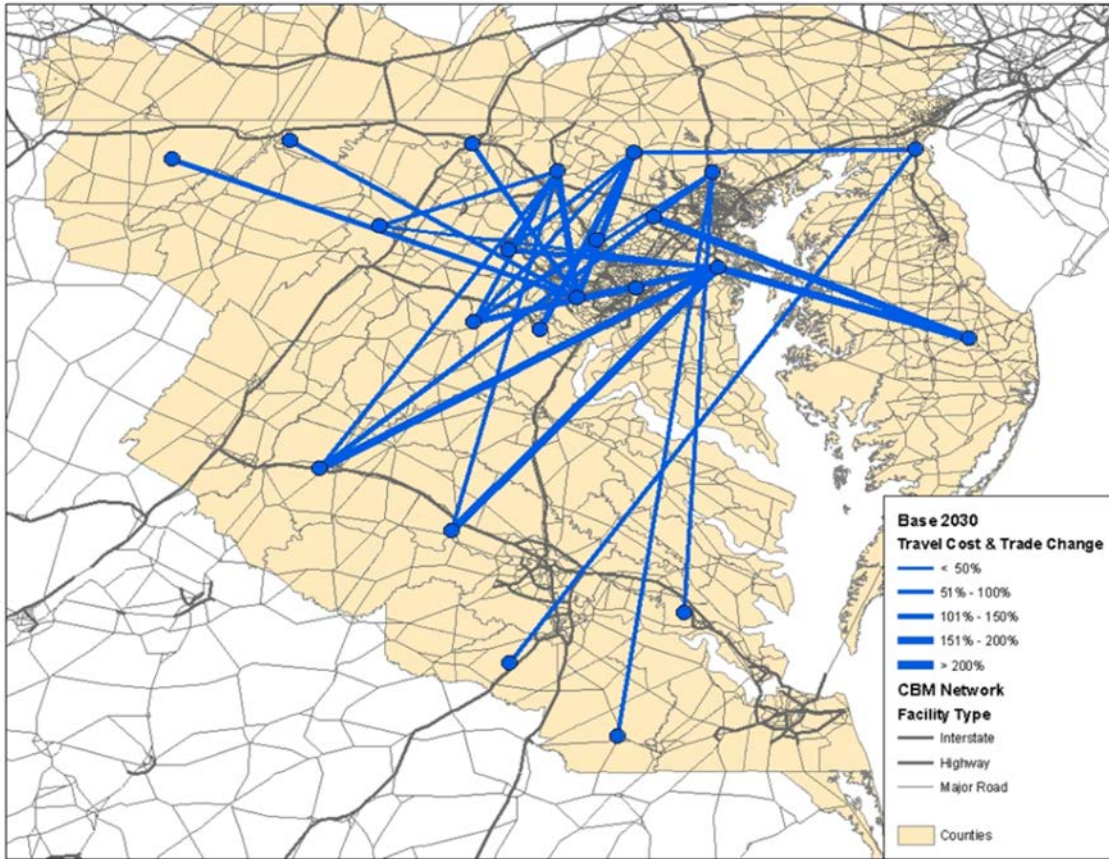 Base 2030
Travel Cost & Trade Change
< 50%
51% - 100%
101% - 150%
151% - 200%
> 200%
CBM Network
Facility Type
Interstate
Highway
Major Road
Counties